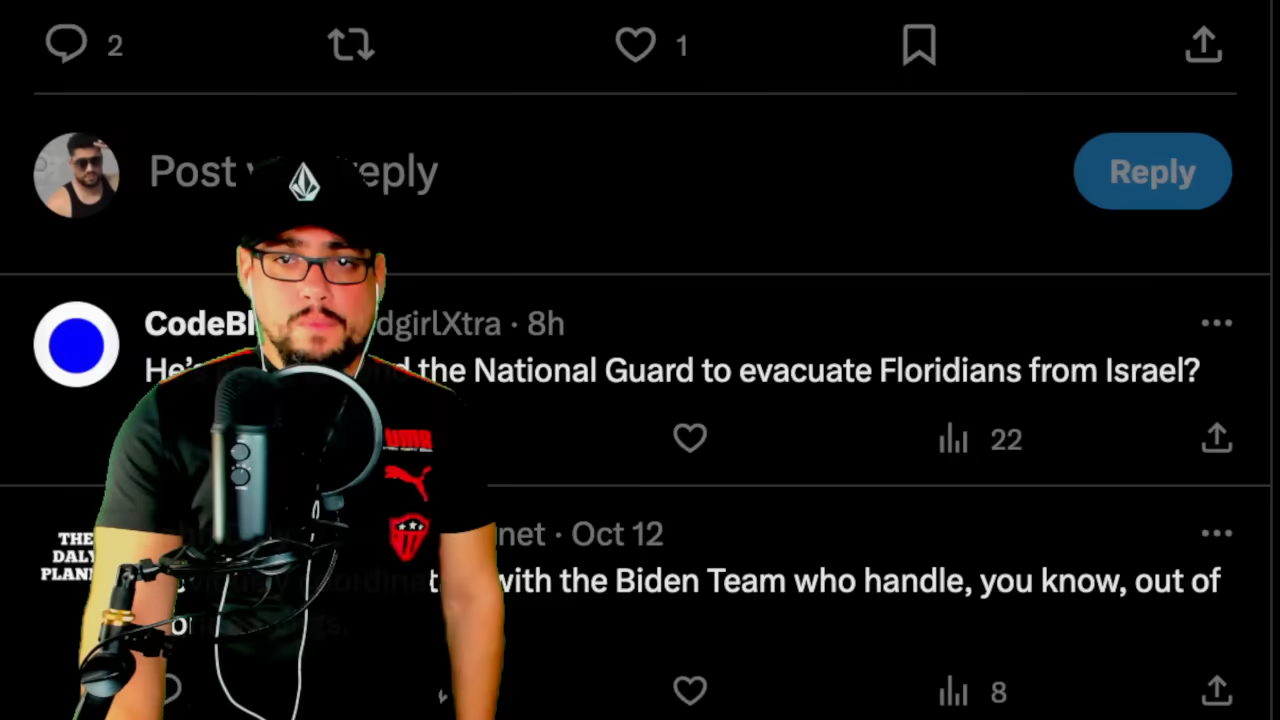 2 1
Post eply
Reply
CodeBl dgirlXtra · 8h
He's d the National Guard to evacuate Floridians from Israel?
22
THE
DALY
PLAN
net · Oct 12
with the Biden Team who handle, you know, out of
8